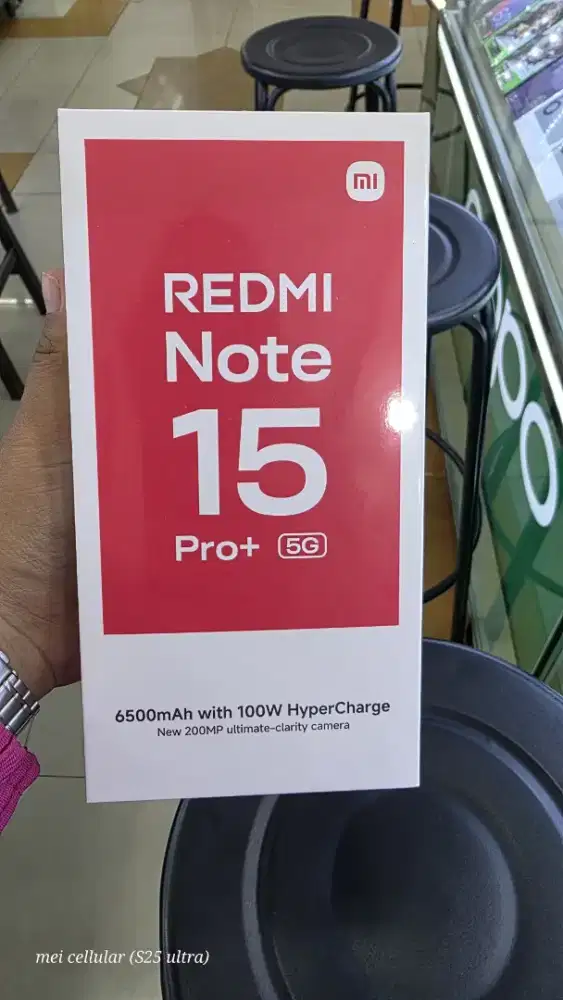 mi
REDMI
Note
15
Pro+ 5G
6500mAh with 100W HyperCharge
New 200MP ultimate-clarity camera
mei cellular (S25 ultra)